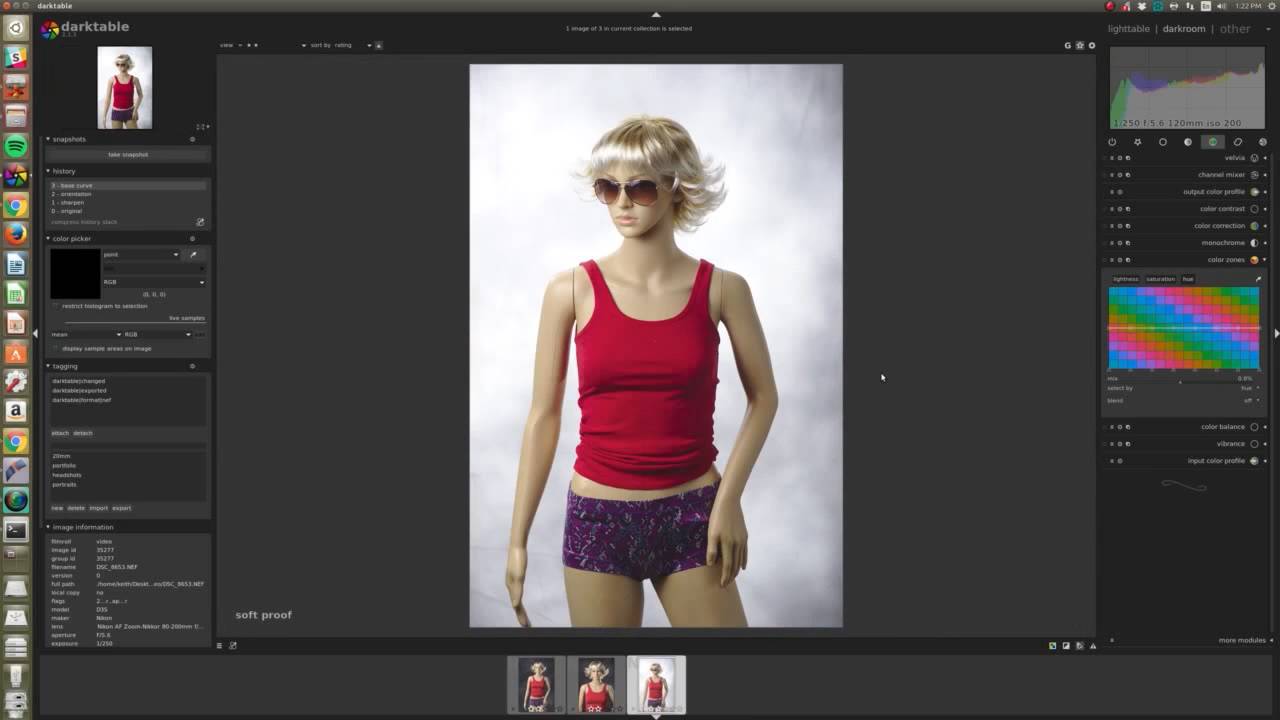 darktable
1:22 PM
En
darktable
1 image of 3 in current collection is selected
lighttable | darkroom | other
view
sort by rating
G
1/250 f/5.6 120mm iso 200
snapshots
take snapshot
history
3 - base curve
2 - orientation
1 - sharpen
0 - original
compress history stack
color picker
point
RGB
(0, 0, 0)
restrict histogram to selection
live samples
mean RGB
display sample areas on image
tagging
darktable|changed
darktable|exported
darktable|format|nef
attach detach
20mm
portfolio
headshots
portraits
new delete import export
image information
filmroll video
image id 35277
group id 35277
filename DSC_8653.NEF
version 0
full path /home/keith/Deskt...eo/DSC_8653.NEF
local copy no
flags 2...r..ap...r
model D3S
maker Nikon
lens Nikon AF Zoom-Nikkor 80-200mm f/...
aperture f/5.6
exposure 1/250
soft proof
velvia
channel mixer
output color profile
color contrast
color correction
monochrome
color zones
lightness saturation hue
mix 0.0%
select by hue
blend off
color balance
vibrance
input color profile
more modules